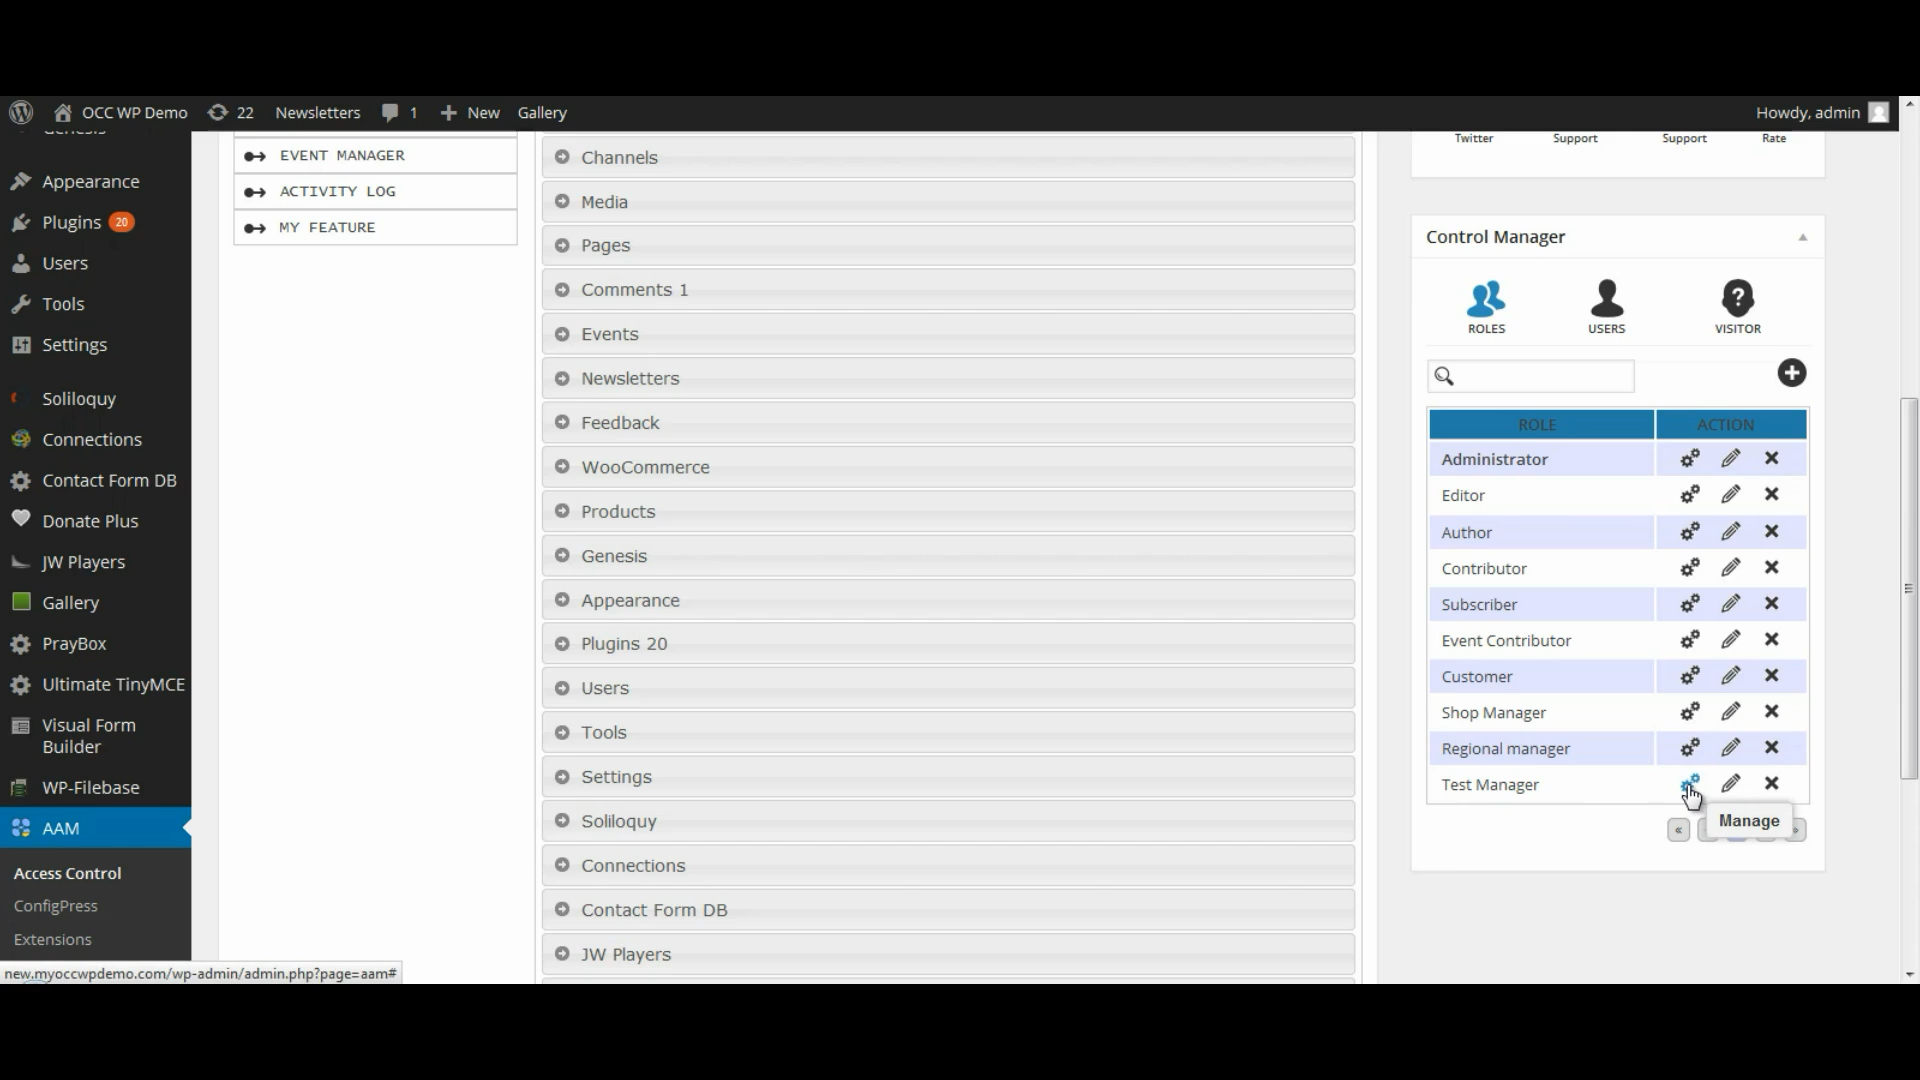 OCC WP Demo 22 Newsletters 1 New Gallery Howdy, admin
Genesis
Appearance
Plugins 20
Users
Tools
Settings
Soliloquy
Connections
Contact Form DB
Donate Plus
JW Players
Gallery
PrayBox
Ultimate TinyMCE
Visual Form
Builder
WP-Filebase
AAM
Access Control
ConfigPress
Extensions
new.myoccwpdemo.com/wp-admin/admin.php?page=aam#
EVENT MANAGER
ACTIVITY LOG
MY FEATURE
Channels
Media
Pages
Comments 1
Events
Newsletters
Feedback
WooCommerce
Products
Genesis
Appearance
Plugins 20
Users
Tools
Settings
Soliloquy
Connections
Contact Form DB
JW Players
Twitter Support Support Rate
Control Manager
ROLES USERS VISITOR
ROLE ACTION
Administrator
Editor
Author
Contributor
Subscriber
Event Contributor
Customer
Shop Manager
Regional manager
Test Manager
Manage
« »